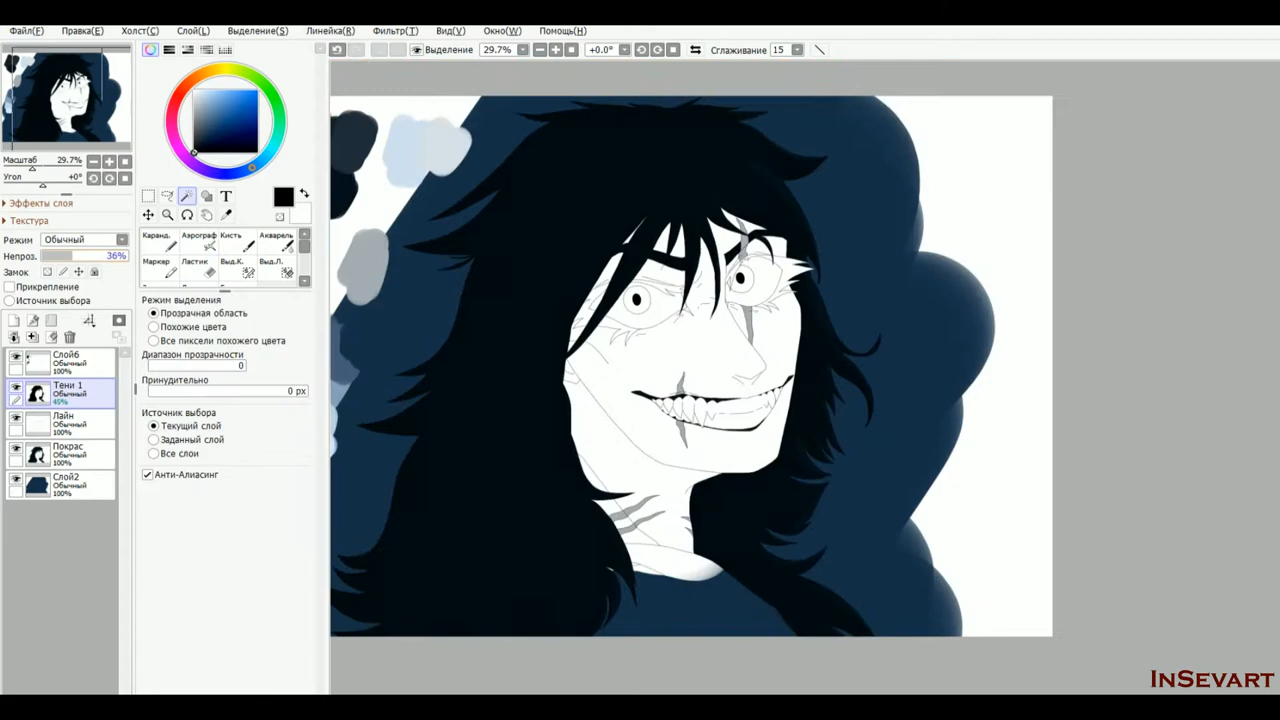 Файл(F) Правка(E) Холст(C) Слой(L) Выделение(S) Линейка(R) Фильтр(T) Вид(V) Окно(W) Помощь(H)
Выделение 29.7% +0.0° Сглаживание 15
Масштаб 29.7%
Угол +0°
Эффекты слоя
Текстура
Режим Обычный
Непроз. 36%
Замок
Прикрепление
Источник выбора
Слой6
Обычный
100%
Тени 1
Обычный
45%
Лайн
Обычный
100%
Покрас
Обычный
100%
Слой2
Обычный
100%
T
Каранд. Аэрограф Кисть Акварель
Маркер Ластик Выд.К. Выд.Л.
Режим выделения
Прозрачная область
Похожие цвета
Все пиксели похожего цвета
Диапазон прозрачности
0
Принудительно
0 px
Источник выбора
Текущий слой
Заданный слой
Все слои
Анти-Алиасинг
InSevart